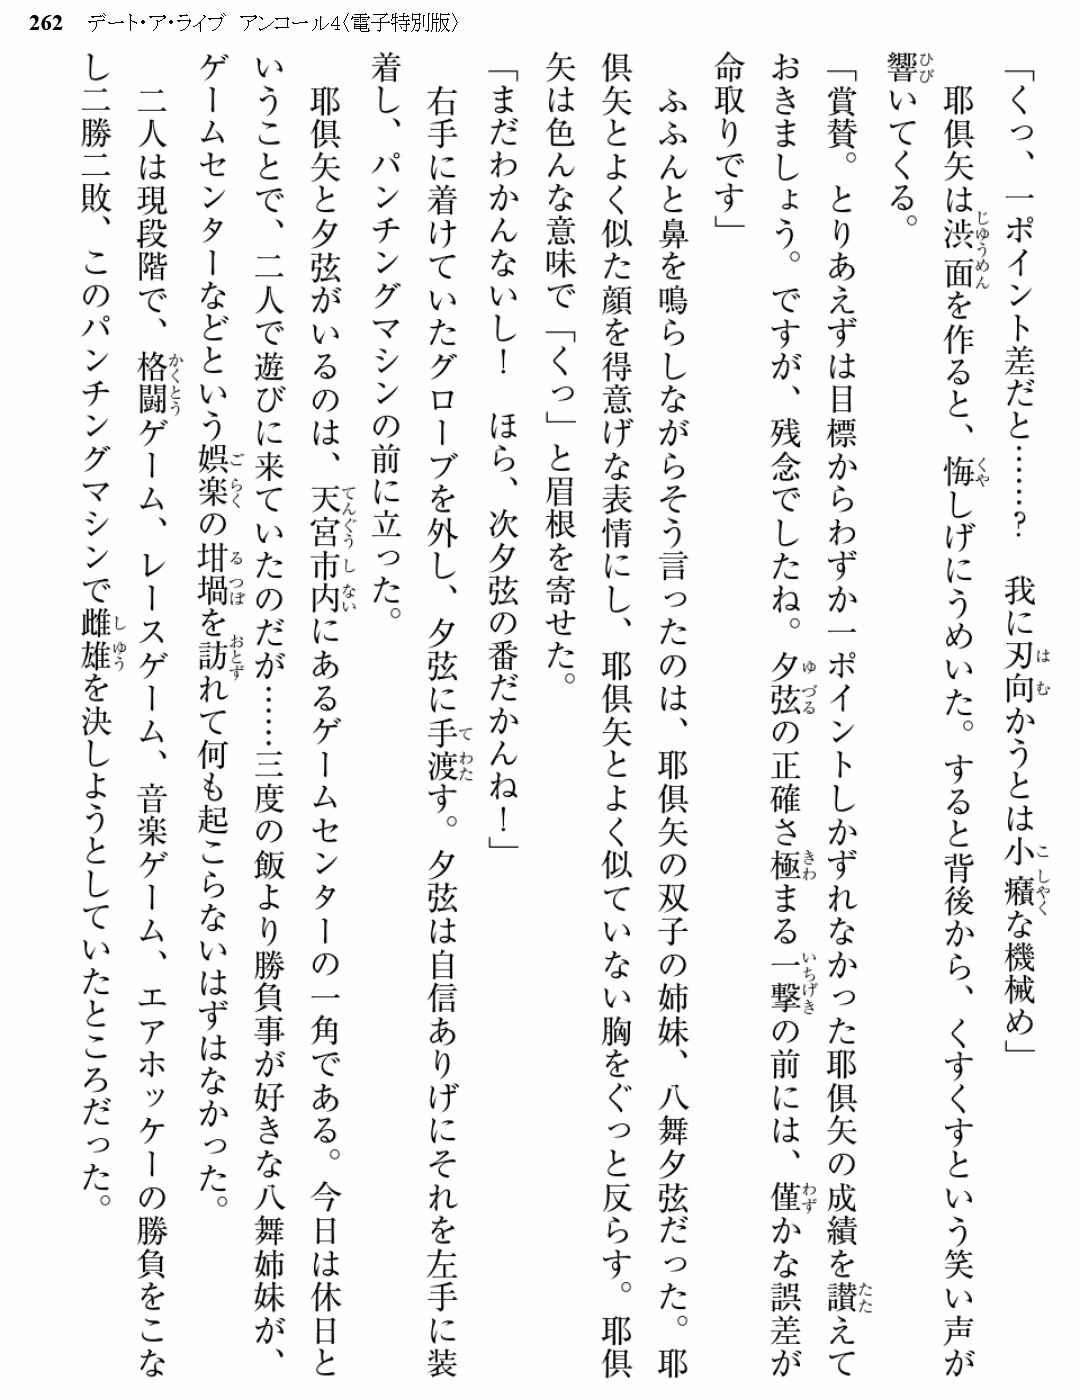 262 デート・ア・ライブ アンコール4〈電子特別版〉
「くっ、一ポイント差だと……？　我に刃向かうとは小癪な機械め」
　耶倶矢は渋面を作ると、悔しげにうめいた。すると背後から、くすくすという笑い声が
響いてくる。
「賞賛。とりあえずは目標からわずか一ポイントしかずれなかった耶倶矢の成績を讃えて
おきましょう。ですが、残念でしたね。夕弦の正確さ極まる一撃の前には、僅かな誤差が
命取りです」
　ふふんと鼻を鳴らしながらそう言ったのは、耶倶矢の双子の姉妹、八舞夕弦だった。耶
倶矢とよく似た顔を得意げな表情にし、耶倶矢とよく似ていない胸をぐっと反らす。耶倶
矢は色んな意味で「くっ」と眉根を寄せた。
「まだわかんないし！　ほら、次夕弦の番だかんね！」
　右手に着けていたグローブを外し、夕弦に手渡す。夕弦は自信ありげにそれを左手に装
着し、パンチングマシンの前に立った。
　耶倶矢と夕弦がいるのは、天宮市内にあるゲームセンターの一角である。今日は休日と
いうことで、二人で遊びに来ていたのだが……三度の飯より勝負事が好きな八舞姉妹が、
ゲームセンターなどという娯楽の坩堝を訪れて何も起こらないはずはなかった。
　二人は現段階で、格闘ゲーム、レースゲーム、音楽ゲーム、エアホッケーの勝負をこな
し二勝二敗、このパンチングマシンで雌雄を決しようとしていたところだった。